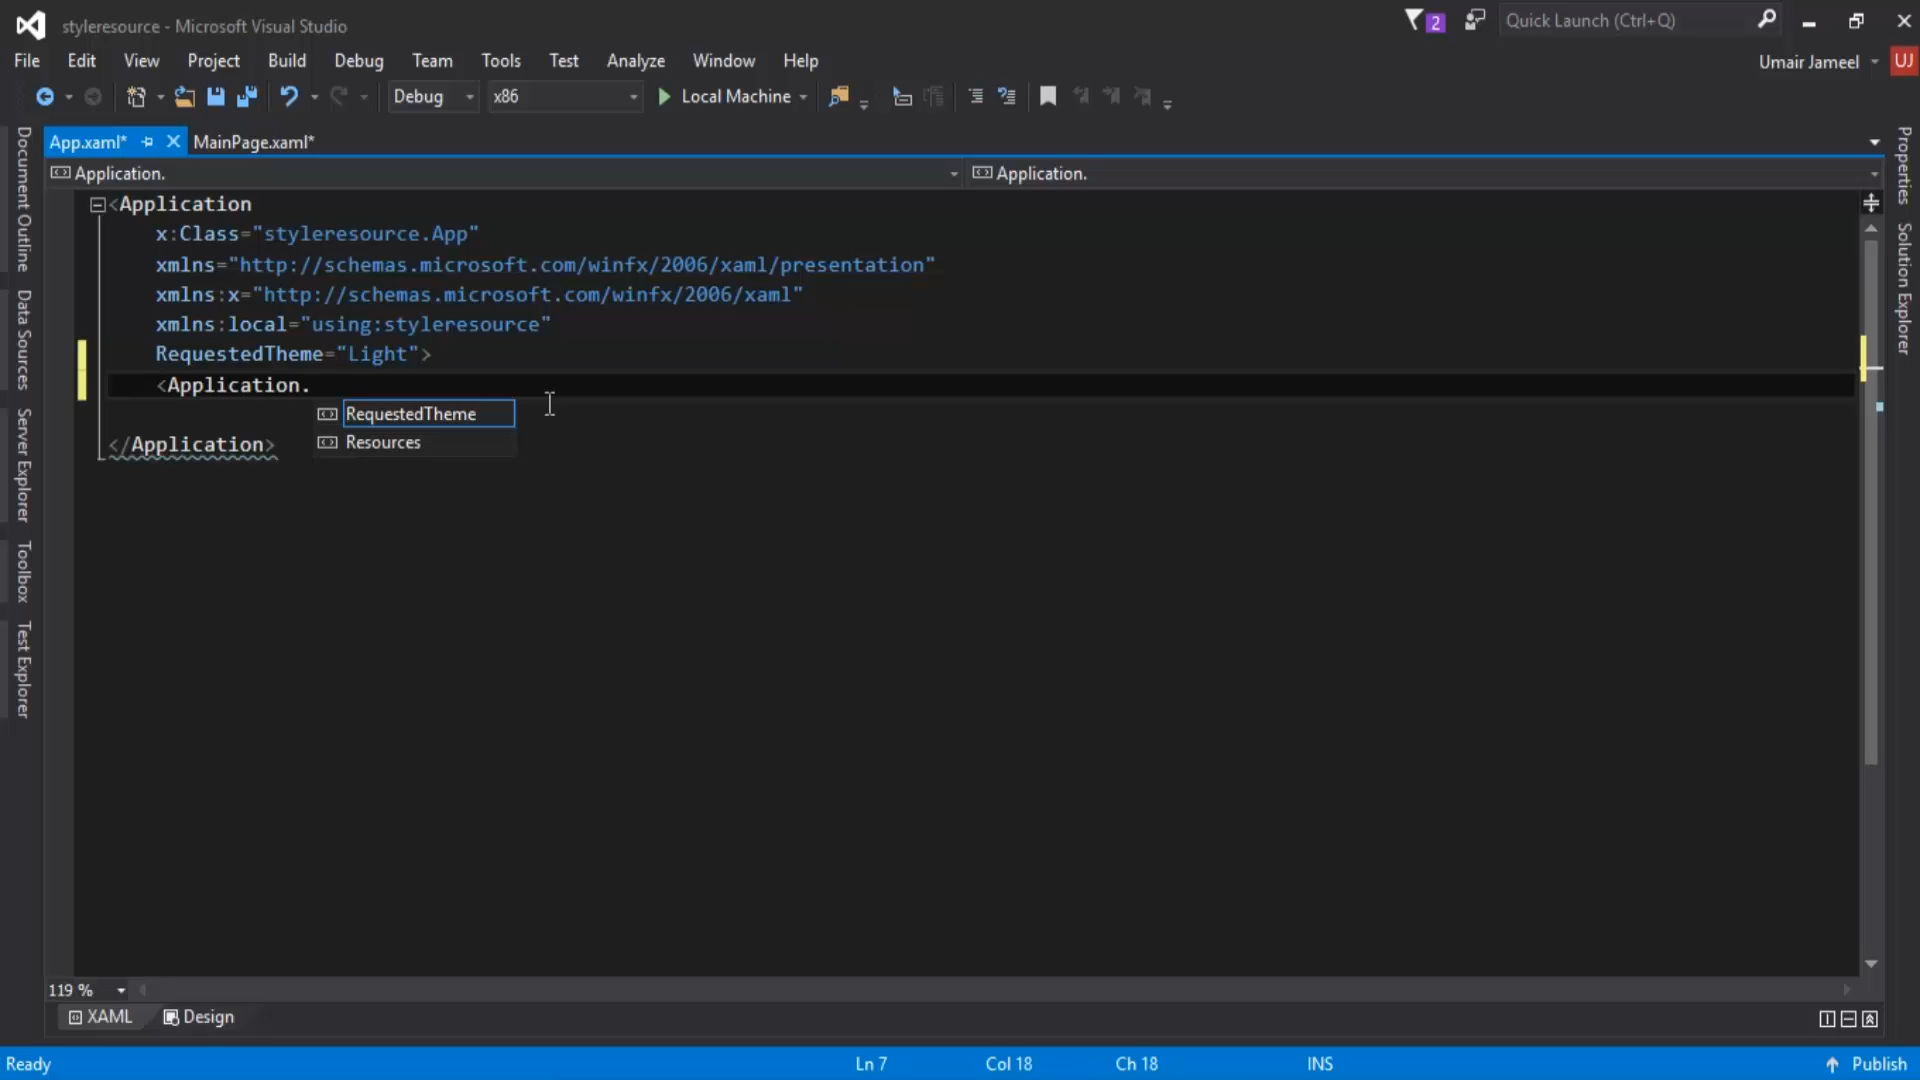 styleresource - Microsoft Visual Studio
2
Quick Launch (Ctrl+Q)
File Edit View Project Build Debug Team Tools Test Analyze Window Help
Umair Jameel UJ
Debug x86 Local Machine
App.xaml* MainPage.xaml*
Application. Application.
<Application
x:Class="styleresource.App"
xmlns="http://schemas.microsoft.com/winfx/2006/xaml/presentation"
xmlns:x="http://schemas.microsoft.com/winfx/2006/xaml"
xmlns:local="using:styleresource"
RequestedTheme="Light">
<Application.
RequestedTheme
Resources
</Application>
Document Outline
Data Sources
Server Explorer
Toolbox
Test Explorer
Properties
Solution Explorer
119 %
XAML Design
Ready Ln 7 Col 18 Ch 18 INS Publish